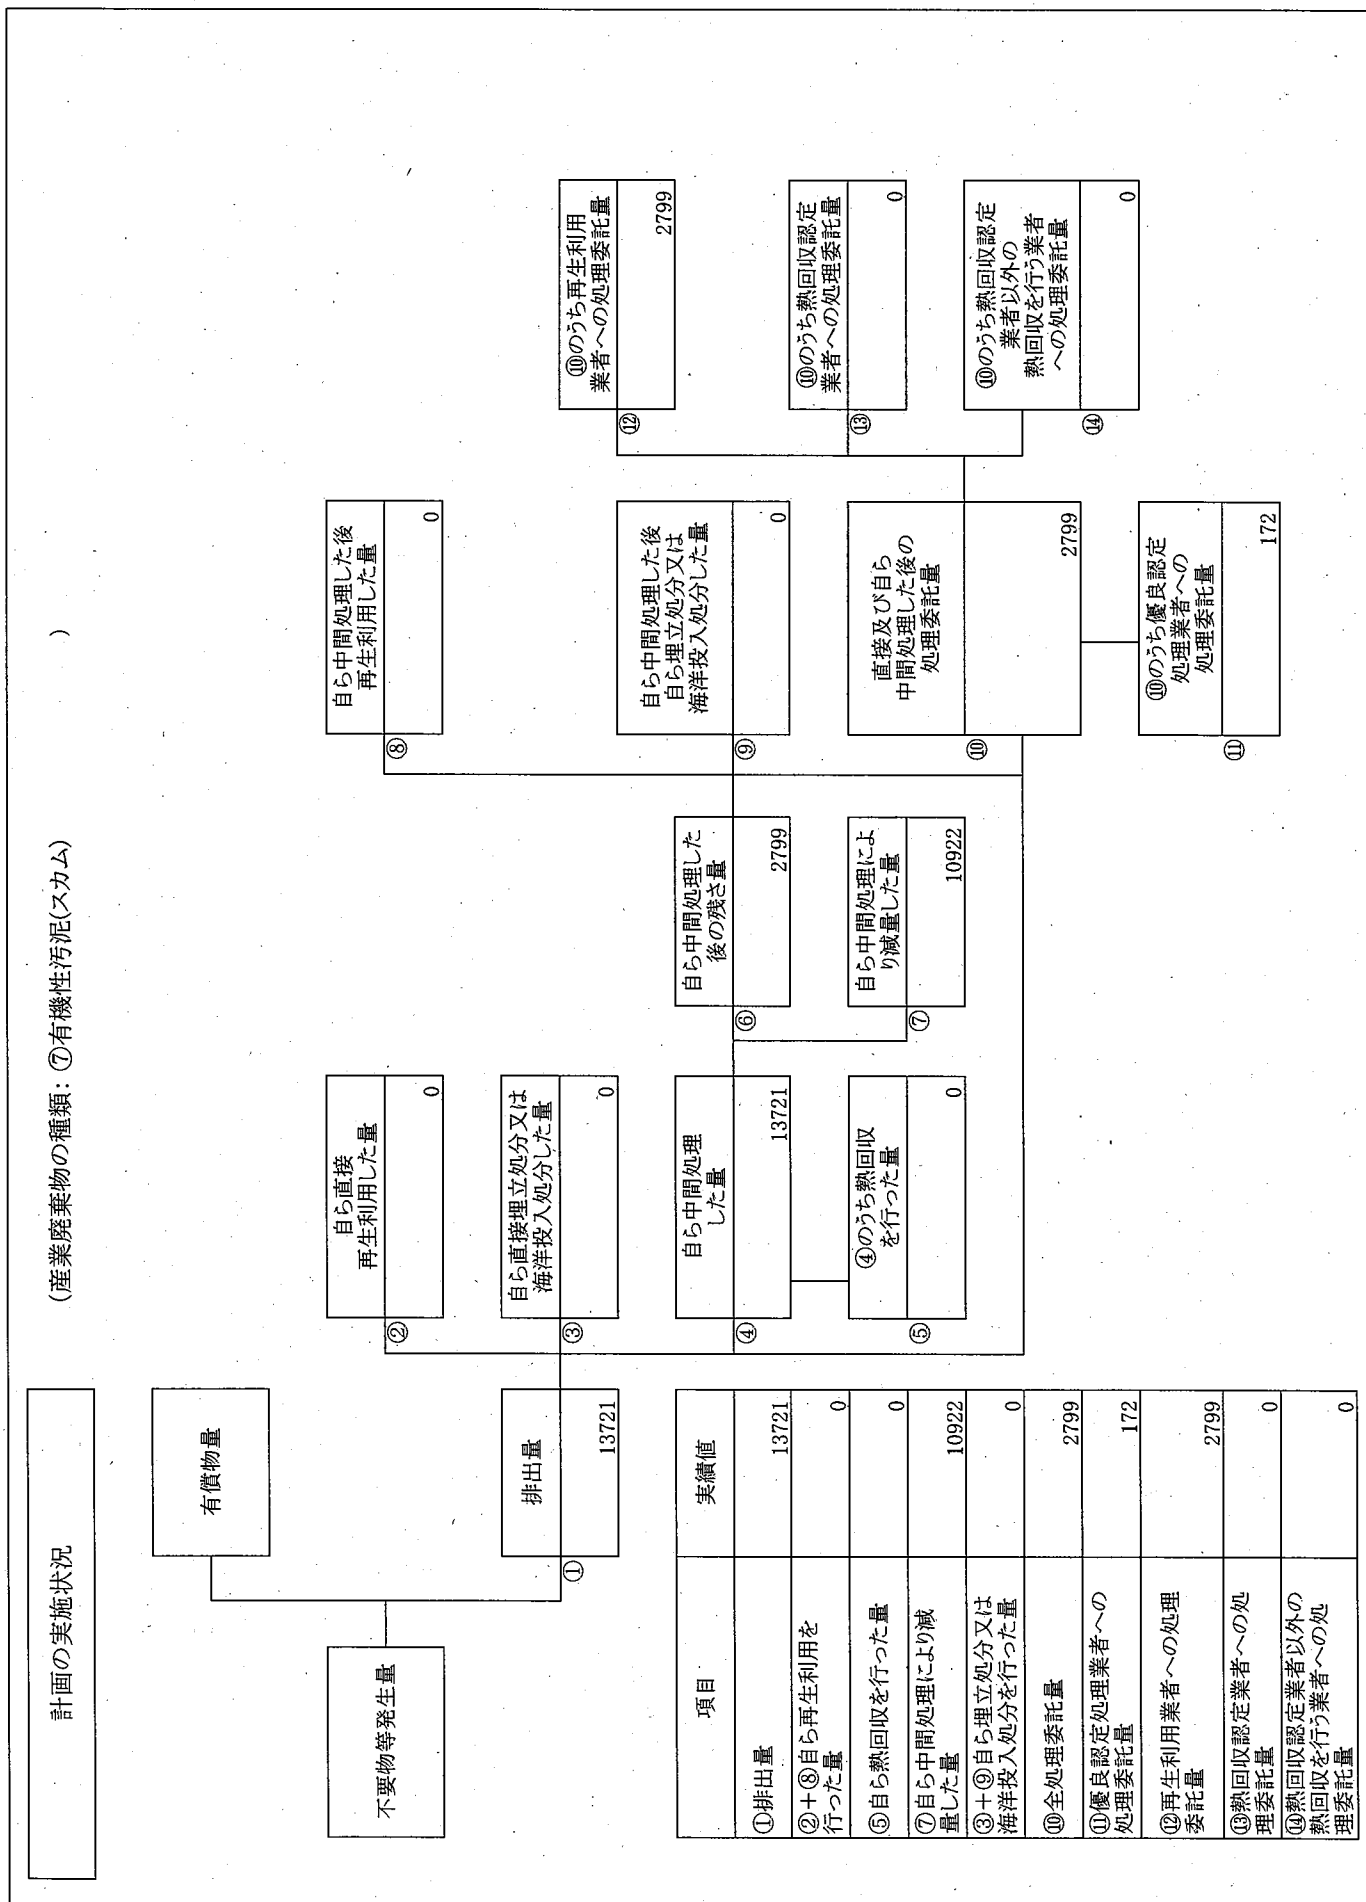 計画の実施状況
(産業廃棄物の種類：⑦有機性汚泥(スカム)　　　　)
不要物等発生量
有償物量
①
排出量
13721
②
自ら直接
再生利用した量
0
③
自ら直接埋立処分又は
海洋投入処分した量
0
④
自ら中間処理
した量
13721
⑤
④のうち熱回収
を行った量
0
⑥
自ら中間処理した
後の残さ量
2799
⑦
自ら中間処理によ
り減量した量
10922
⑧
自ら中間処理した後
再生利用した量
0
⑨
自ら中間処理した後
自ら埋立処分又は
海洋投入処分した量
0
⑩
直接及び自ら
中間処理した後の
処理委託量
2799
⑪
⑩のうち優良認定
処理業者への
処理委託量
172
⑫
⑩のうち再生利用
業者への処理委託量
2799
⑬
⑩のうち熱回収認定
業者への処理委託量
0
⑭
⑩のうち熱回収認定
業者以外の
熱回収を行う業者
への処理委託量
0
項目 実績値
①排出量 13721
②＋⑧自ら再生利用を
行った量 0
⑤自ら熱回収を行った量 0
⑦自ら中間処理により減
量した量 10922
③＋⑨自ら埋立処分又は
海洋投入処分を行った量 0
⑩全処理委託量 2799
⑪優良認定処理業者への
処理委託量 172
⑫再生利用業者への処理
委託量 2799
⑬熱回収認定業者への処
理委託量 0
⑭熱回収認定業者以外の
熱回収を行う業者への処
理委託量 0